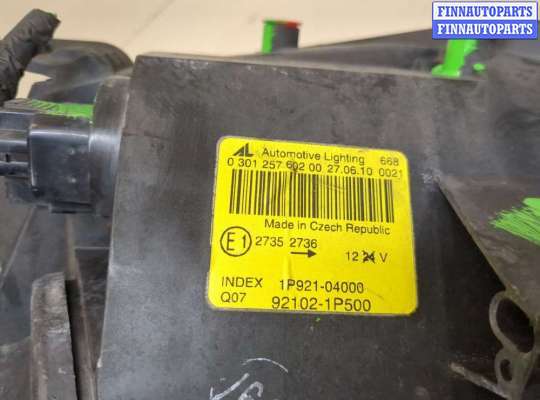 FINNAUTOPARTS
FINNAUTOPARTS
AL Automotive Lighting 668
0 301 257 602 00 27.06.10 0021
Made in Czech Republic
E1 2735 2736 → 12 24 V
INDEX 1P921-04000
Q07 92102-1P500